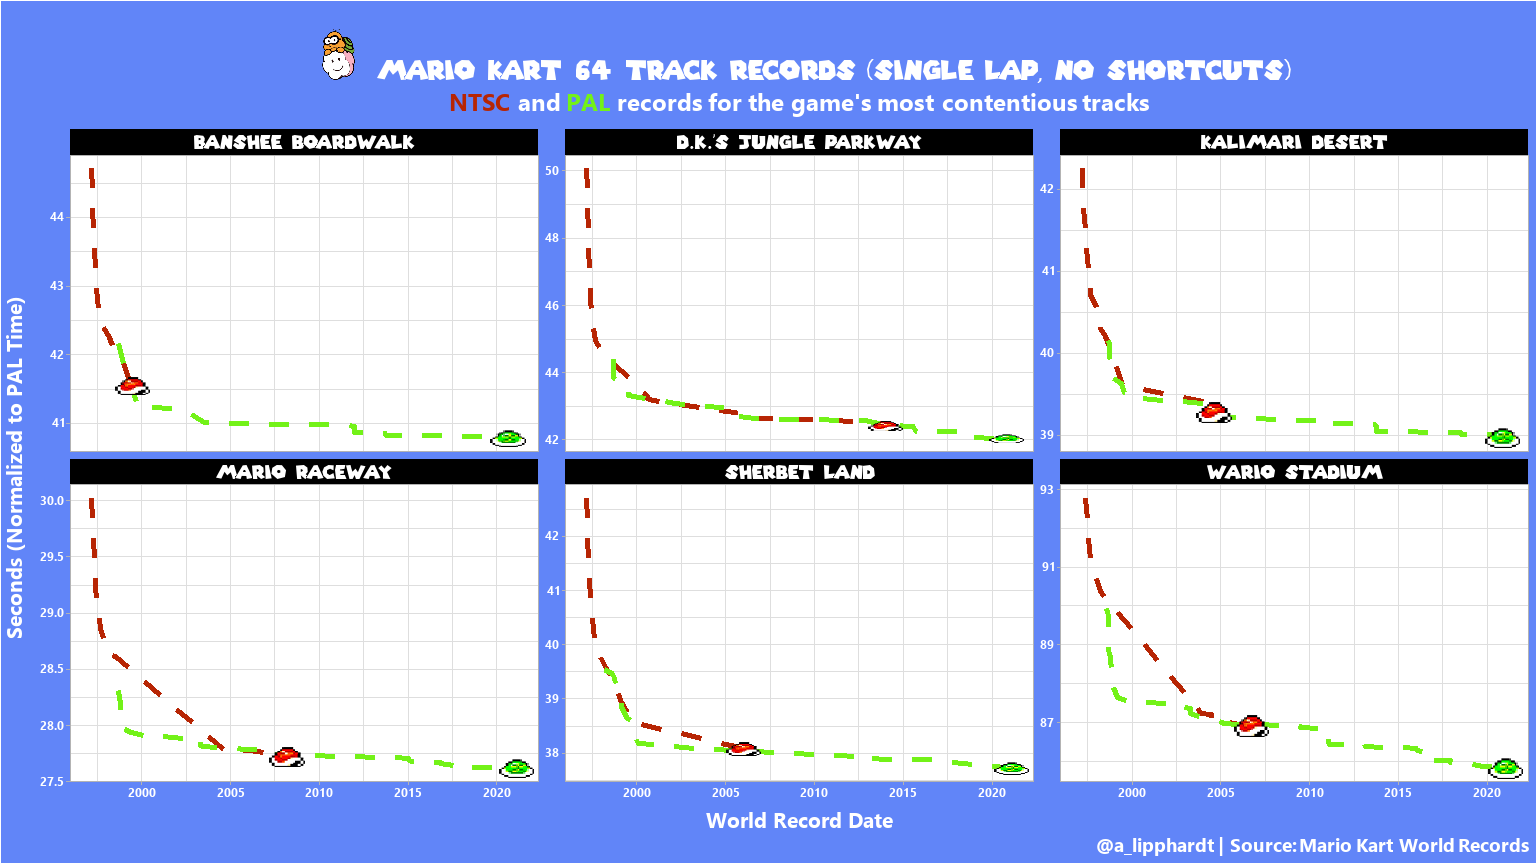 MARIO KART 64 TRACK RECORDS (SINGLE LAP, NO SHORTCUTS)
NTSC and PAL records for the game's most contentious tracks
BANSHEE BOARDWALK
44
43
42
41
D.K.'S JUNGLE PARKWAY
50
48
46
44
42
KALIMARI DESERT
42
41
40
39
MARIO RACEWAY
30.0
29.5
29.0
28.5
28.0
27.5
2000 2005 2010 2015 2020
SHERBET LAND
42
41
40
39
38
2000 2005 2010 2015 2020
WARIO STADIUM
93
91
89
87
2000 2005 2010 2015 2020
Seconds (Normalized to PAL Time)
World Record Date
@a_lipphardt | Source: Mario Kart World Records